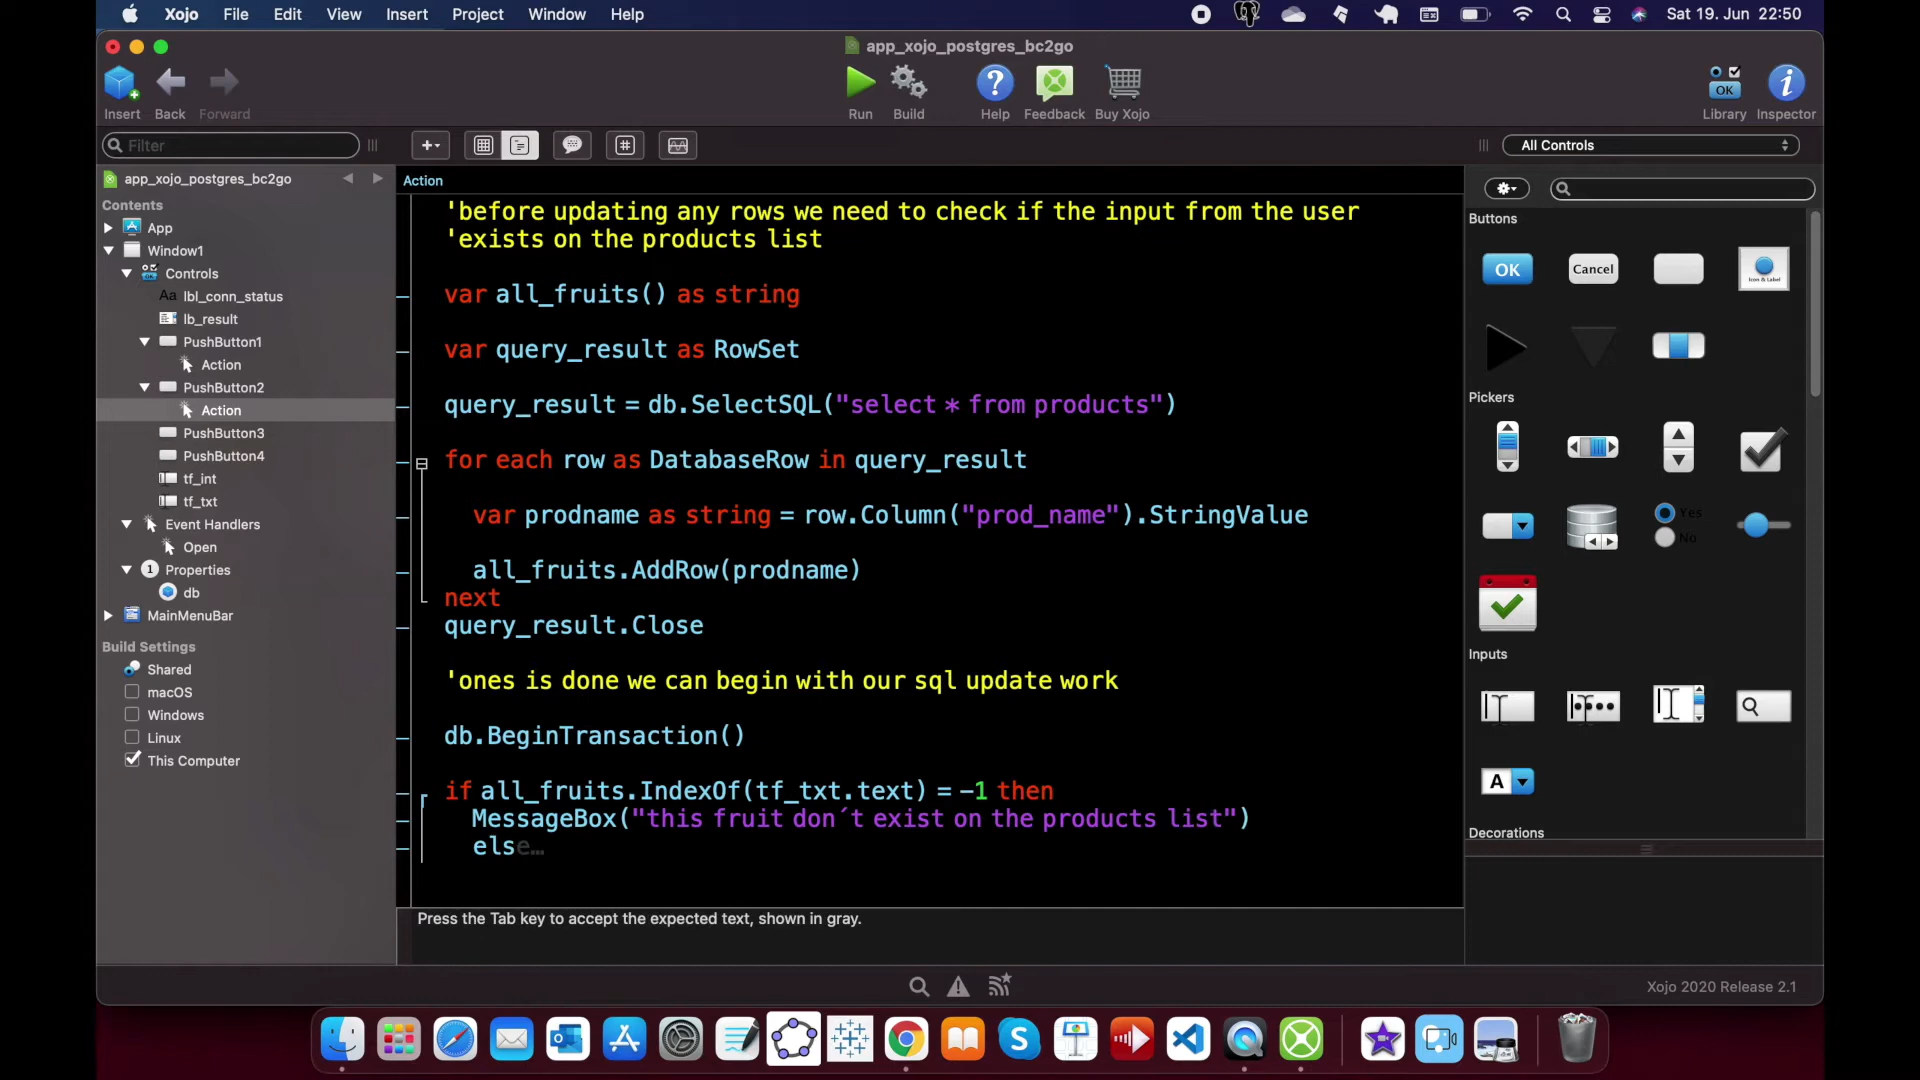 Xojo File Edit View Insert Project Window Help
Sat 19. Jun 22:50
app_xojo_postgres_bc2go
Insert Back Forward
Run Build Help Feedback Buy Xojo
OK
Library Inspector
Filter
All Controls
app_xojo_postgres_bc2go
Contents
App
Window1
Controls
Aa lbl_conn_status
lb_result
PushButton1
Action
PushButton2
Action
PushButton3
PushButton4
tf_int
tf_txt
Event Handlers
Open
1 Properties
db
MainMenuBar
Build Settings
Shared
macOS
Windows
Linux
This Computer
Action
'before updating any rows we need to check if the input from the user
'exists on the products list
var all_fruits() as string
var query_result as RowSet
query_result = db.SelectSQL("select * from products")
for each row as DatabaseRow in query_result
var prodname as string = row.Column("prod_name").StringValue
all_fruits.AddRow(prodname)
next
query_result.Close
'ones is done we can begin with our sql update work
db.BeginTransaction()
if all_fruits.IndexOf(tf_txt.text) = -1 then
MessageBox("this fruit don´t exist on the products list")
else…
Press the Tab key to accept the expected text, shown in gray.
Buttons
OK Cancel
Icon & Label
Pickers
Yes
No
Inputs
A
Decorations
Xojo 2020 Release 2.1